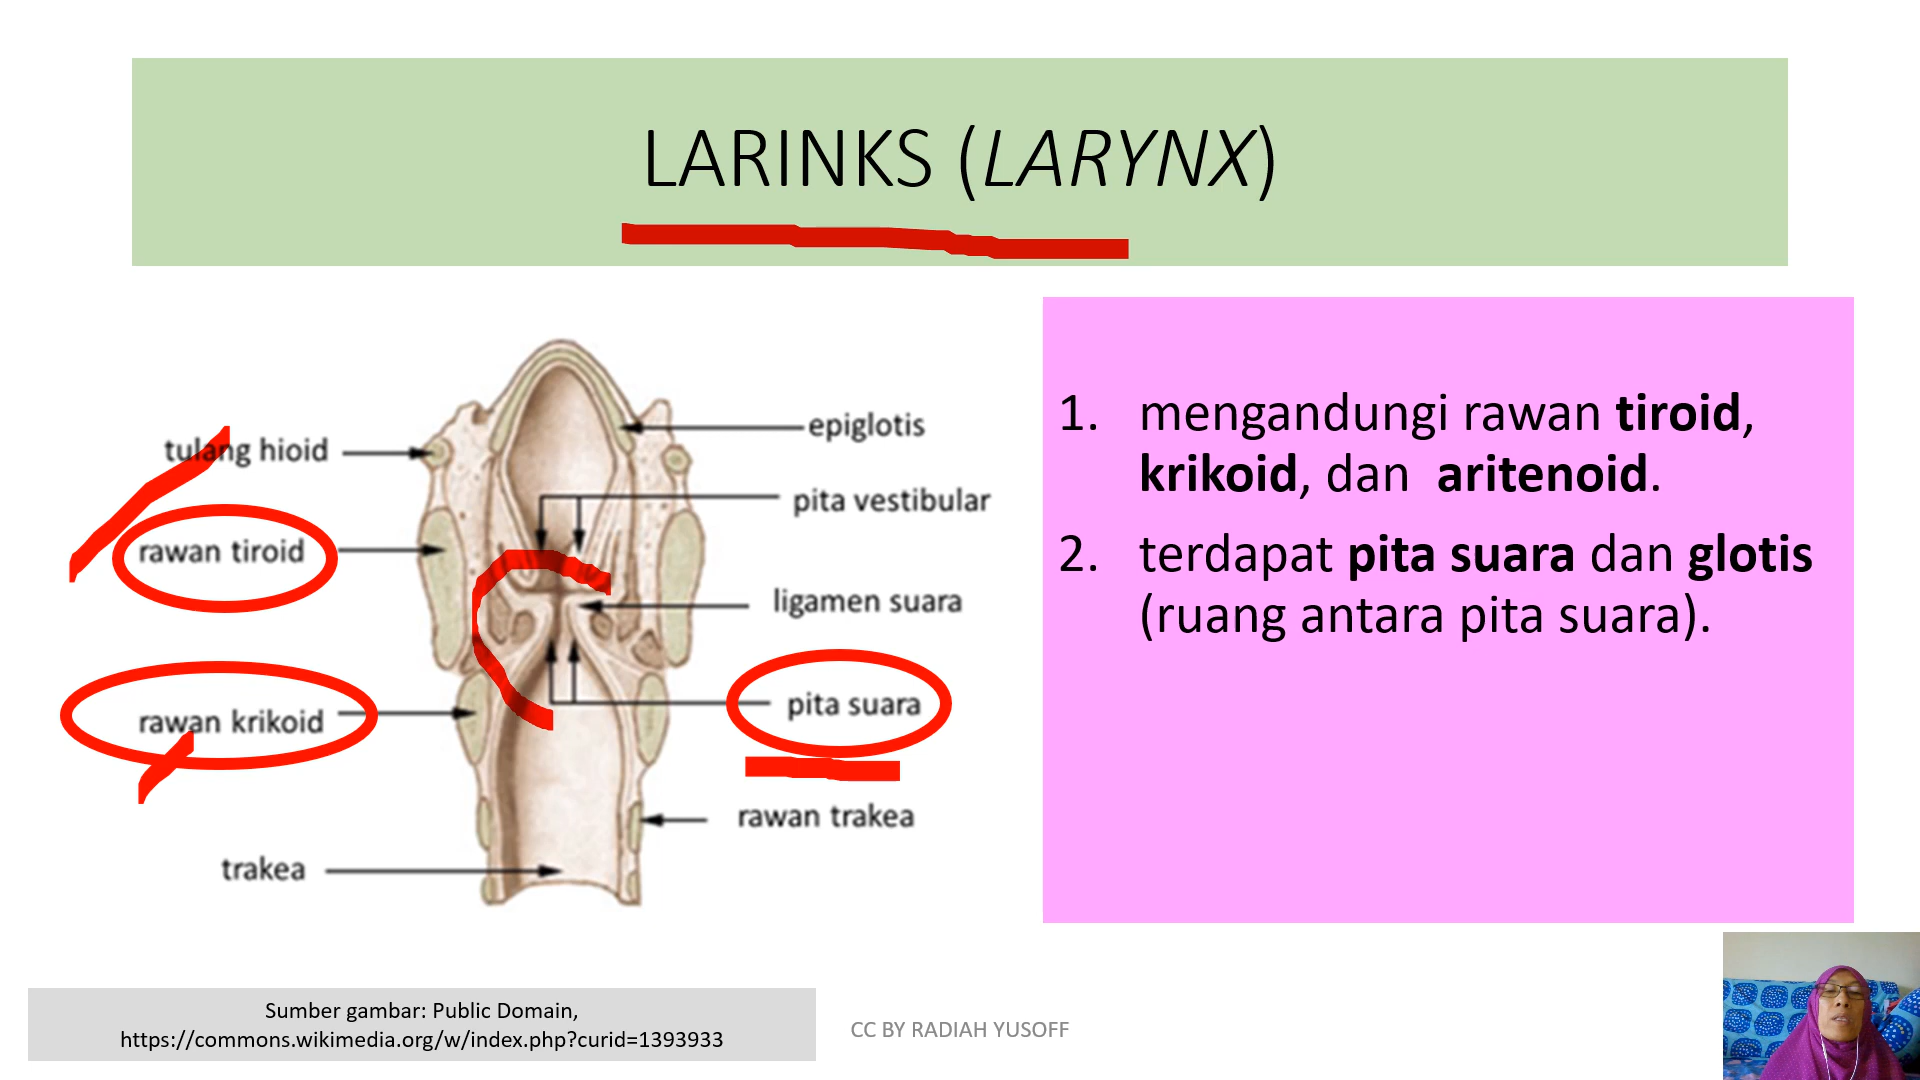 LARINKS (LARYNX)
tulang hioid
rawan tiroid
rawan krikoid
trakea
epiglotis
pita vestibular
ligamen suara
pita suara
rawan trakea
1. mengandungi rawan tiroid,
krikoid, dan aritenoid.
2. terdapat pita suara dan glotis
(ruang antara pita suara).
Sumber gambar: Public Domain,
https://commons.wikimedia.org/w/index.php?curid=1393933
CC BY RADIAH YUSOFF